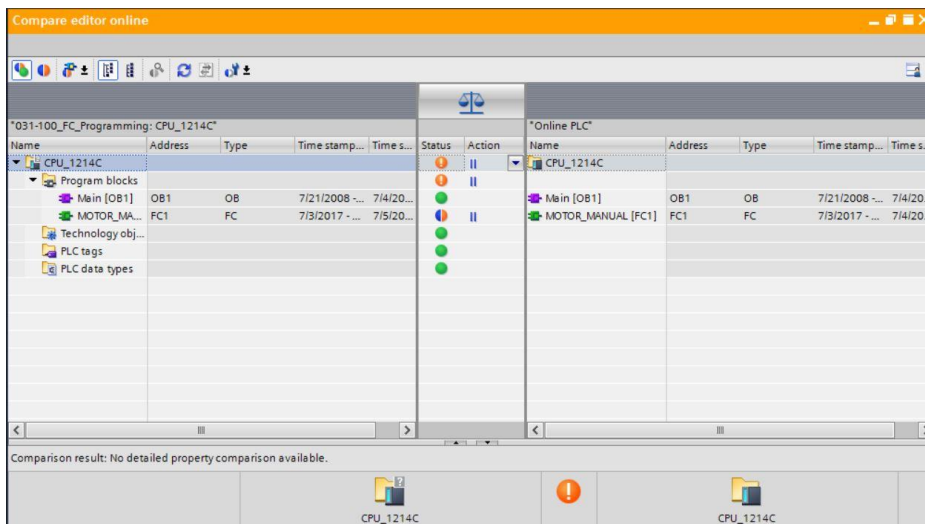 Compare editor online
"031-100_FC_Programming: CPU_1214C" "Online PLC"
Name Address Type Time stamp... Time s... Status Action Name Address Type Time stamp... Time s.
CPU_1214C CPU_1214C
Program blocks
Main [OB1] OB1 OB 7/21/2008 -... 7/4/20... Main [OB1] OB1 OB 7/21/2008 -... 7/4/20.
MOTOR_MA... FC1 FC 7/3/2017 - ... 7/5/20... MOTOR_MANUAL [FC1] FC1 FC 7/3/2017 - ... 7/4/20.
Technology obj...
PLC tags
PLC data types
Comparison result: No detailed property comparison available.
CPU_1214C CPU_1214C